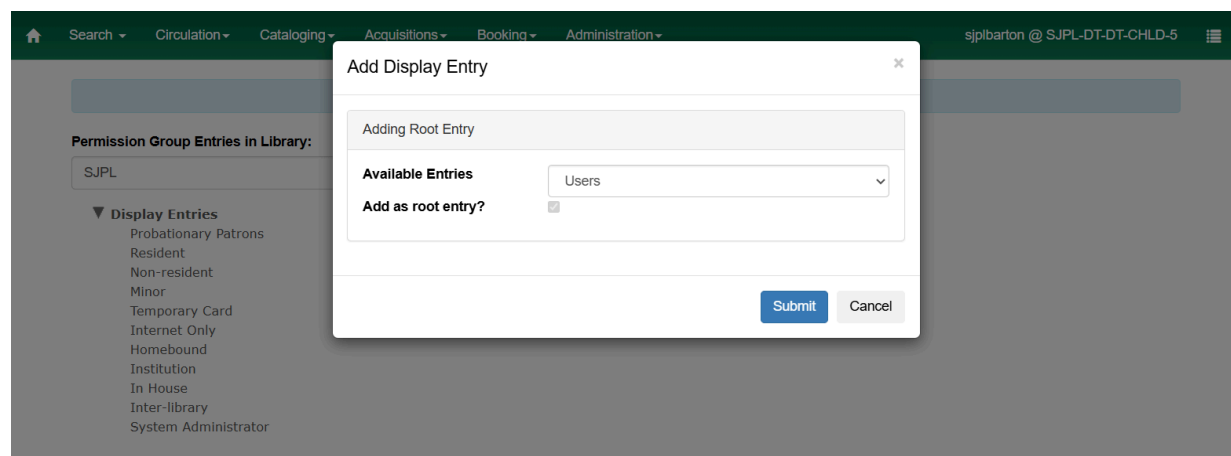 Search Circulation Cataloging Acquisitions Booking Administration sjplbarton @ SJPL-DT-DT-CHLD-5
Add Display Entry ×
Adding Root Entry
Available Entries Users
Add as root entry?
Submit Cancel
Permission Group Entries in Library:
SJPL
Display Entries
Probationary Patrons
Resident
Non-resident
Minor
Temporary Card
Internet Only
Homebound
Institution
In House
Inter-library
System Administrator